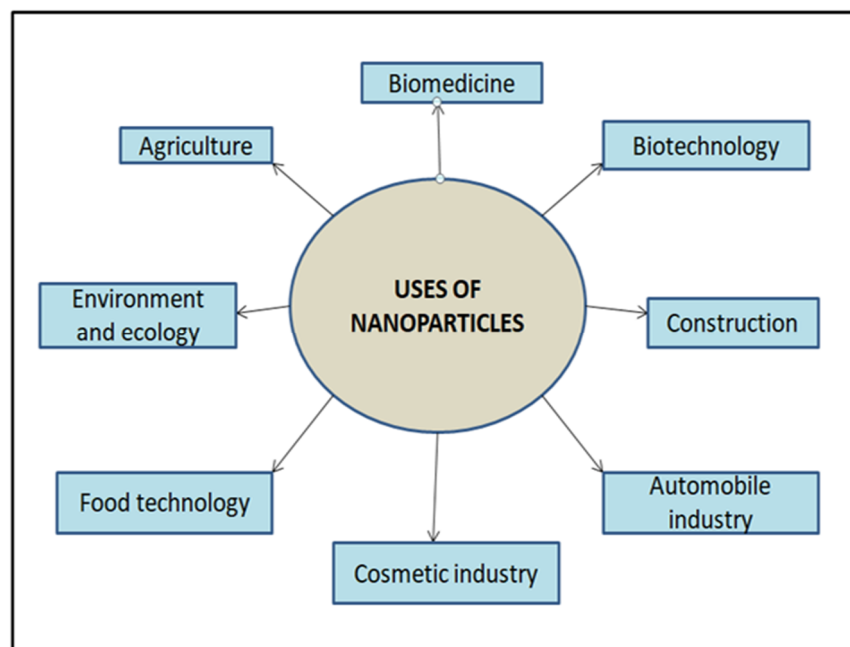 Biomedicine
Agriculture
Biotechnology
USES OF
NANOPARTICLES
Environment
and ecology
Construction
Food technology
Automobile
industry
Cosmetic industry